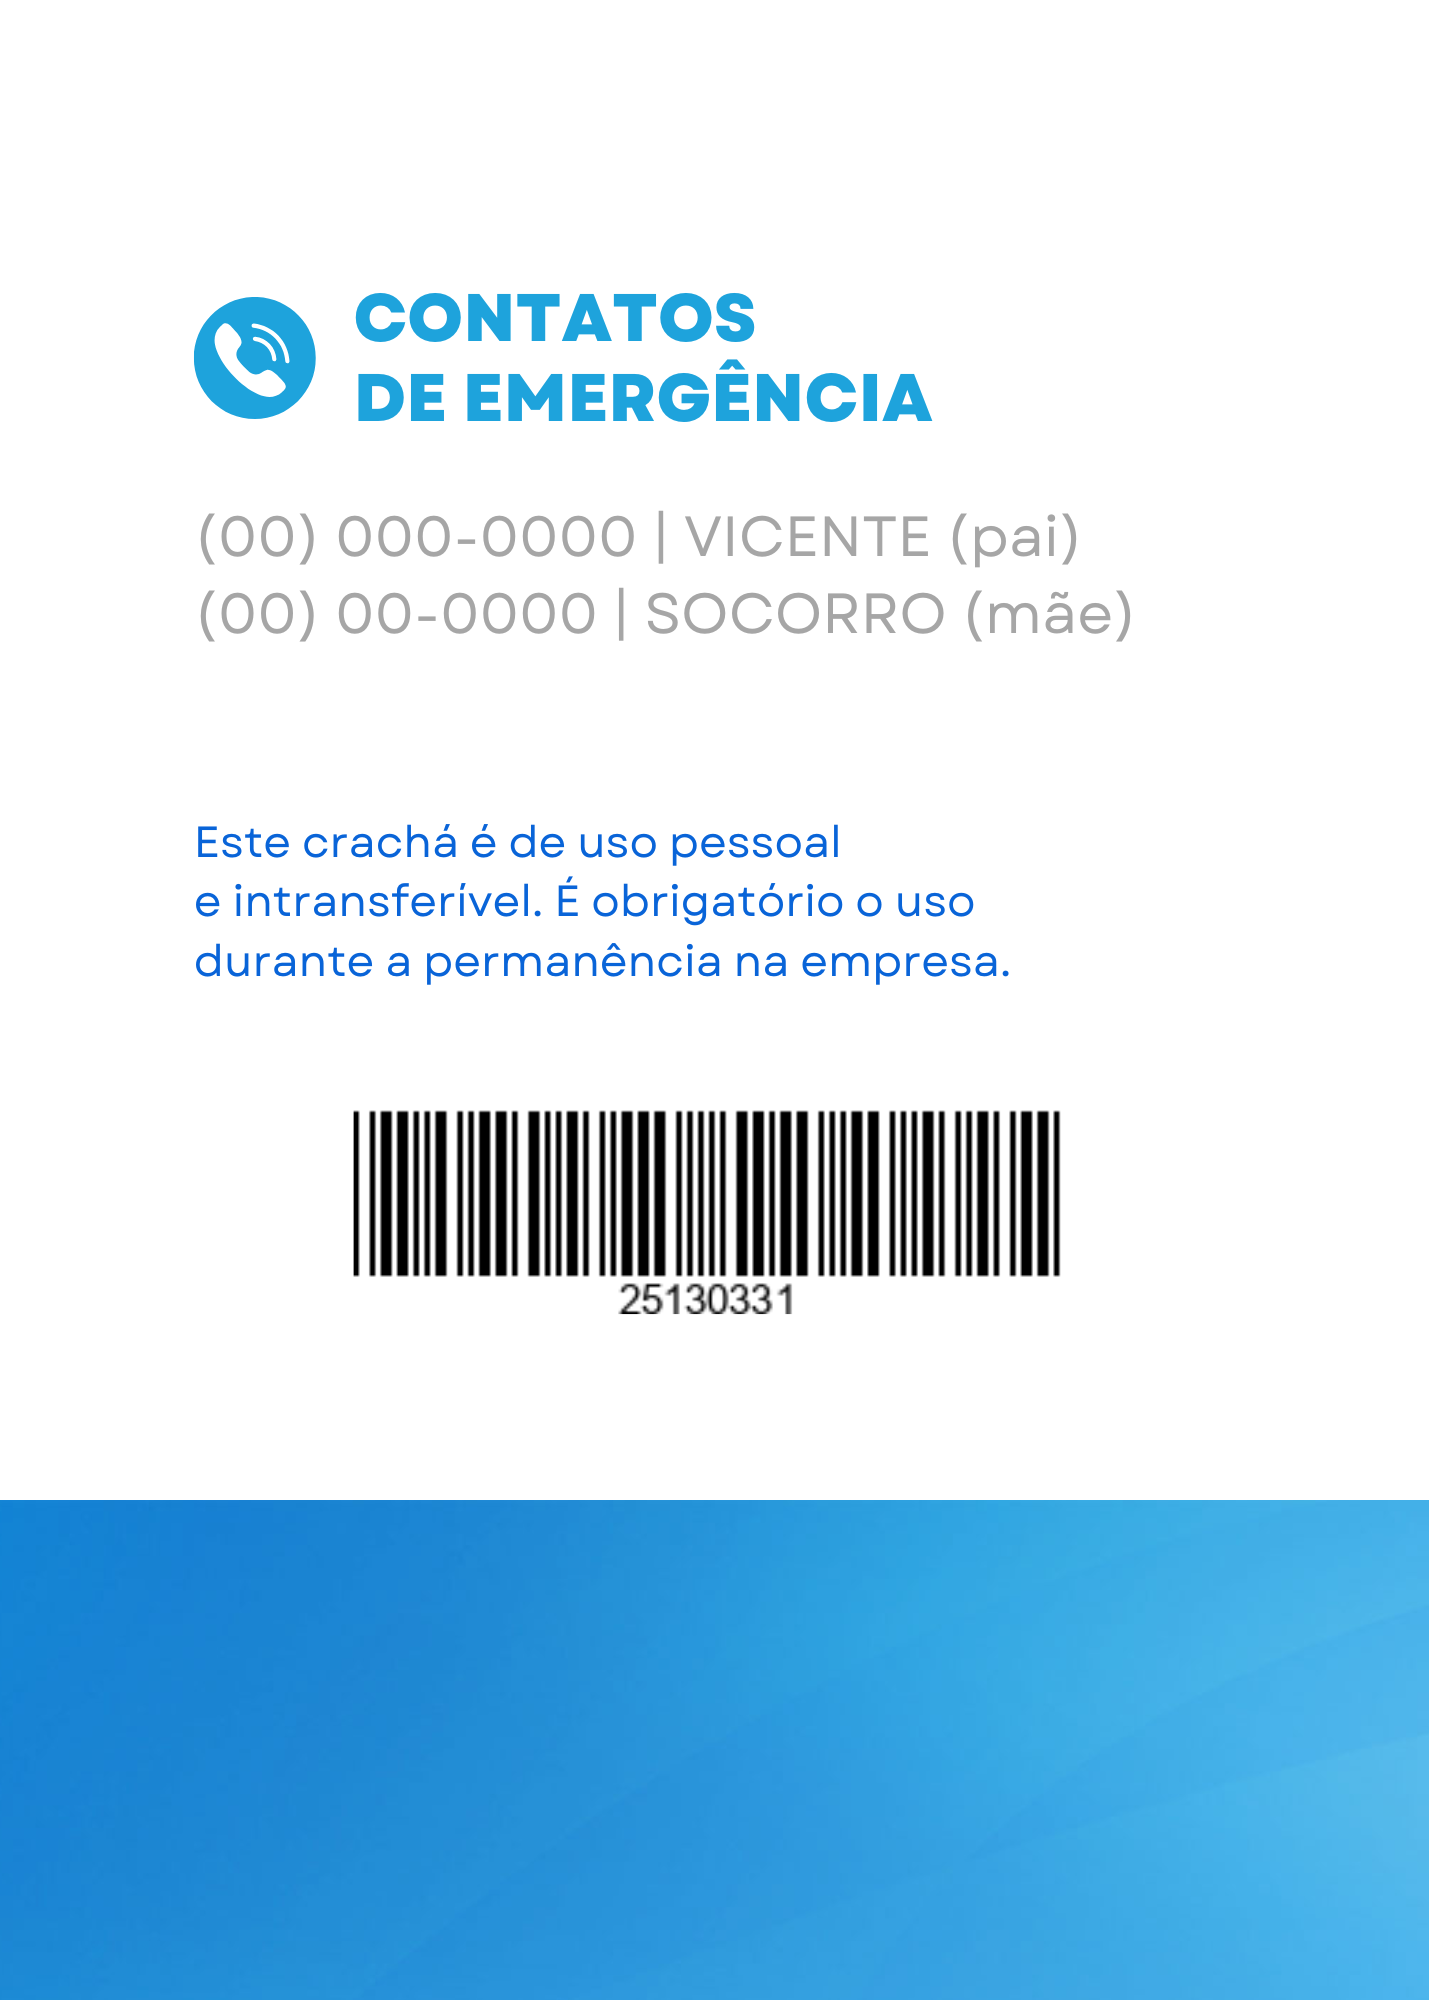 CONTATOS
DE EMERGÊNCIA
(00) 000-0000 | VICENTE (pai)
(00) 00-0000 | SOCORRO (mãe)
Este crachá é de uso pessoal
e intransferível. É obrigatório o uso
durante a permanência na empresa.
25130331